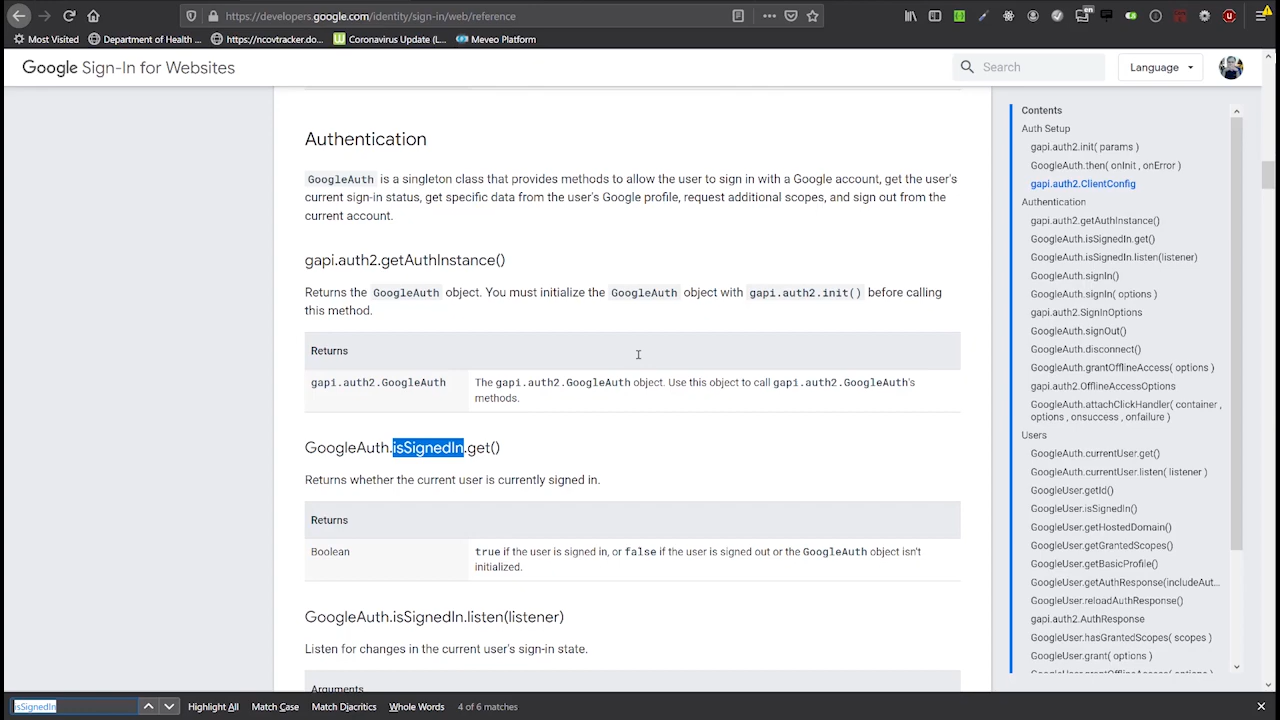 https://developers.google.com/identity/sign-in/web/reference
Most Visited
Department of Health ...
https://ncovtracker.do...
Coronavirus Update (L...
Meveo Platform
Google Sign-In for Websites
Search
Language
Authentication
GoogleAuth is a singleton class that provides methods to allow the user to sign in with a Google account, get the user's
current sign-in status, get specific data from the user's Google profile, request additional scopes, and sign out from the
current account.
gapi.auth2.getAuthInstance()
Returns the GoogleAuth object. You must initialize the GoogleAuth object with gapi.auth2.init() before calling
this method.
Returns
gapi.auth2.GoogleAuth
The gapi.auth2.GoogleAuth object. Use this object to call gapi.auth2.GoogleAuth's
methods.
GoogleAuth.isSignedIn.get()
Returns whether the current user is currently signed in.
Returns
Boolean
true if the user is signed in, or false if the user is signed out or the GoogleAuth object isn't
initialized.
GoogleAuth.isSignedIn.listen(listener)
Listen for changes in the current user's sign-in state.
Arguments
Contents
Auth Setup
gapi.auth2.init( params )
GoogleAuth.then( onInit , onError )
gapi.auth2.ClientConfig
Authentication
gapi.auth2.getAuthInstance()
GoogleAuth.isSignedIn.get()
GoogleAuth.isSignedIn.listen(listener)
GoogleAuth.signIn()
GoogleAuth.signIn( options )
gapi.auth2.SignInOptions
GoogleAuth.signOut()
GoogleAuth.disconnect()
GoogleAuth.grantOfflineAccess( options )
gapi.auth2.OfflineAccessOptions
GoogleAuth.attachClickHandler( container ,
options , onsuccess , onfailure )
Users
GoogleAuth.currentUser.get()
GoogleAuth.currentUser.listen( listener )
GoogleUser.getId()
GoogleUser.isSignedIn()
GoogleUser.getHostedDomain()
GoogleUser.getGrantedScopes()
GoogleUser.getBasicProfile()
GoogleUser.getAuthResponse(includeAut...
GoogleUser.reloadAuthResponse()
gapi.auth2.AuthResponse
GoogleUser.hasGrantedScopes( scopes )
GoogleUser.grant( options )
GoogleUser.grantOfflineAccess( options )
isSignedIn
Highlight All
Match Case
Match Diacritics
Whole Words
4 of 6 matches